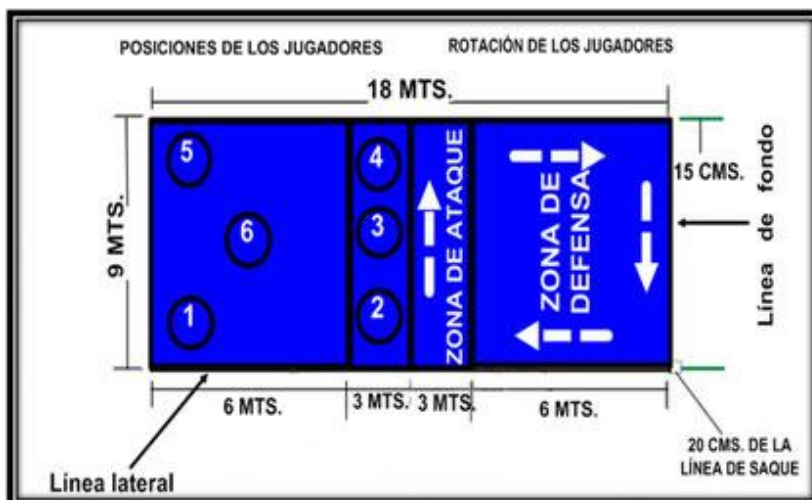 POSICIONES DE LOS JUGADORES
ROTACIÓN DE LOS JUGADORES
18 MTS.
9 MTS.
5
4
6
3
1
2
ZONA DE ATAQUE
ZONA DE
DEFENSA
15 CMS.
Línea de fondo
6 MTS.
3 MTS.
3 MTS.
6 MTS.
20 CMS. DE LA
LÍNEA DE SAQUE
Línea lateral